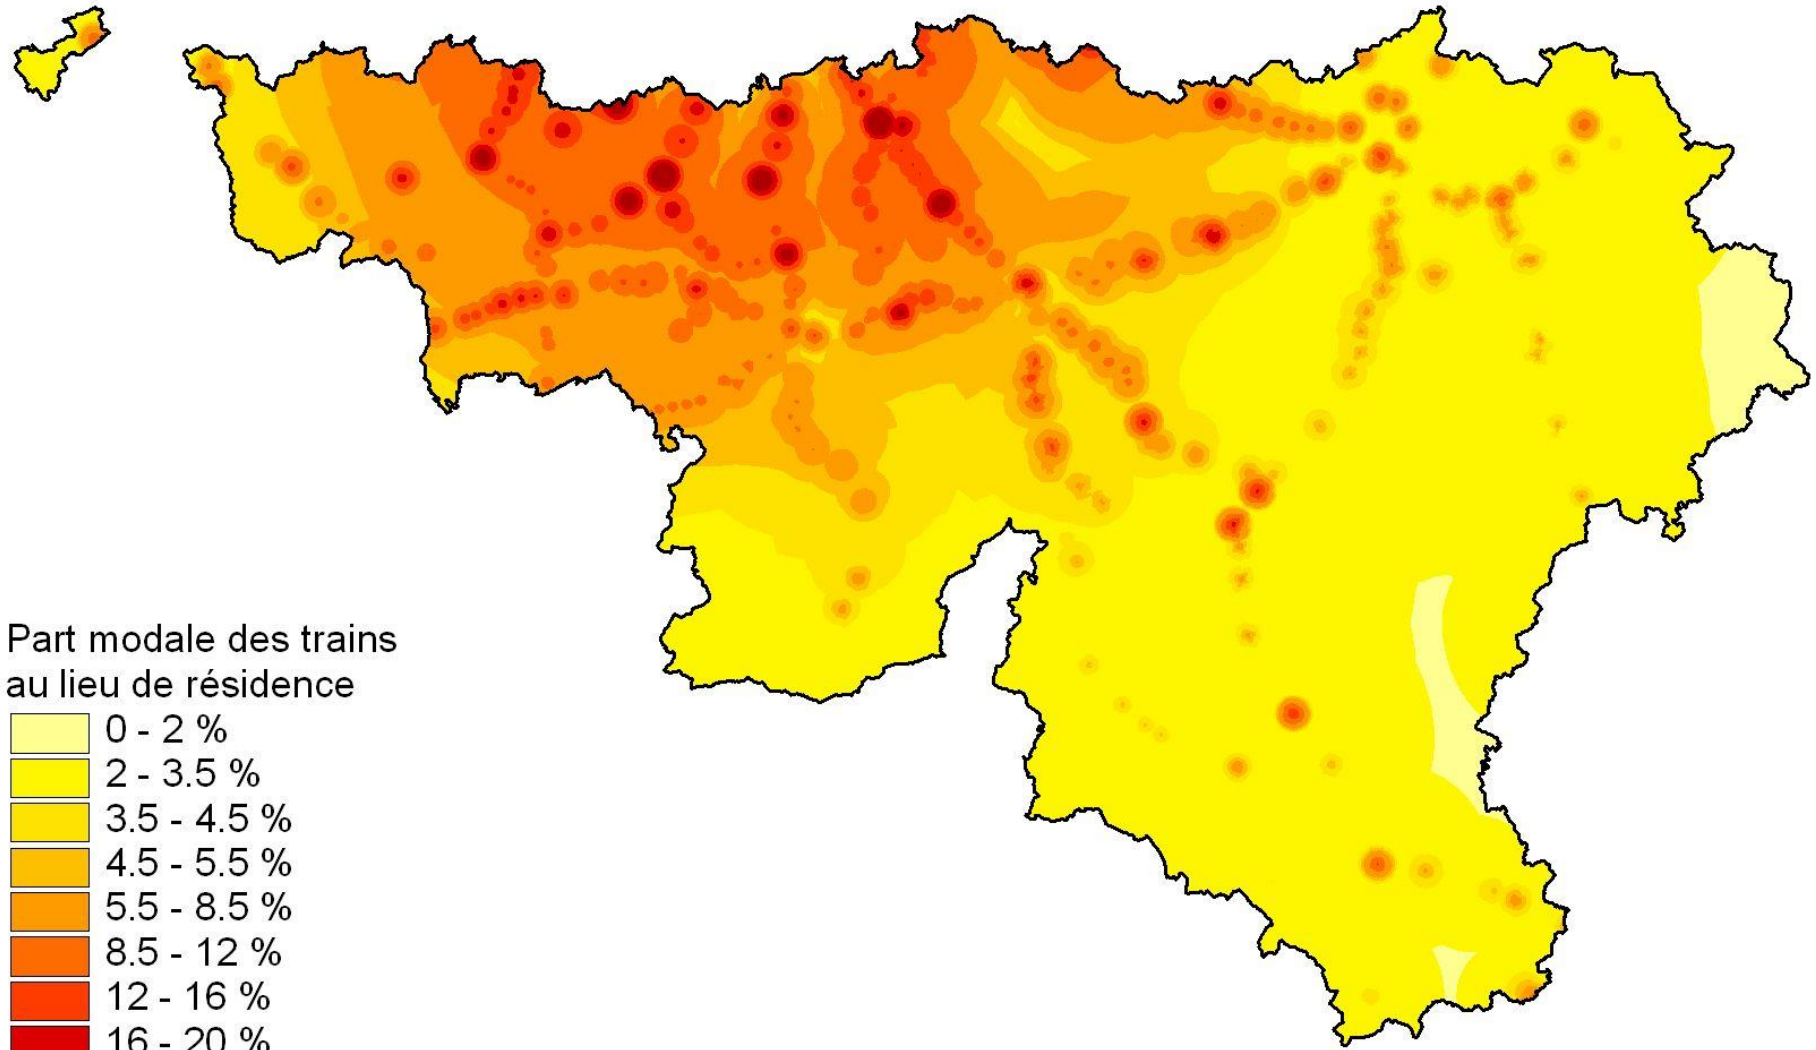 Part modale des trains
au lieu de résidence
0 - 2 %
2 - 3.5 %
3.5 - 4.5 %
4.5 - 5.5 %
5.5 - 8.5 %
8.5 - 12 %
12 - 16 %
16 - 20 %